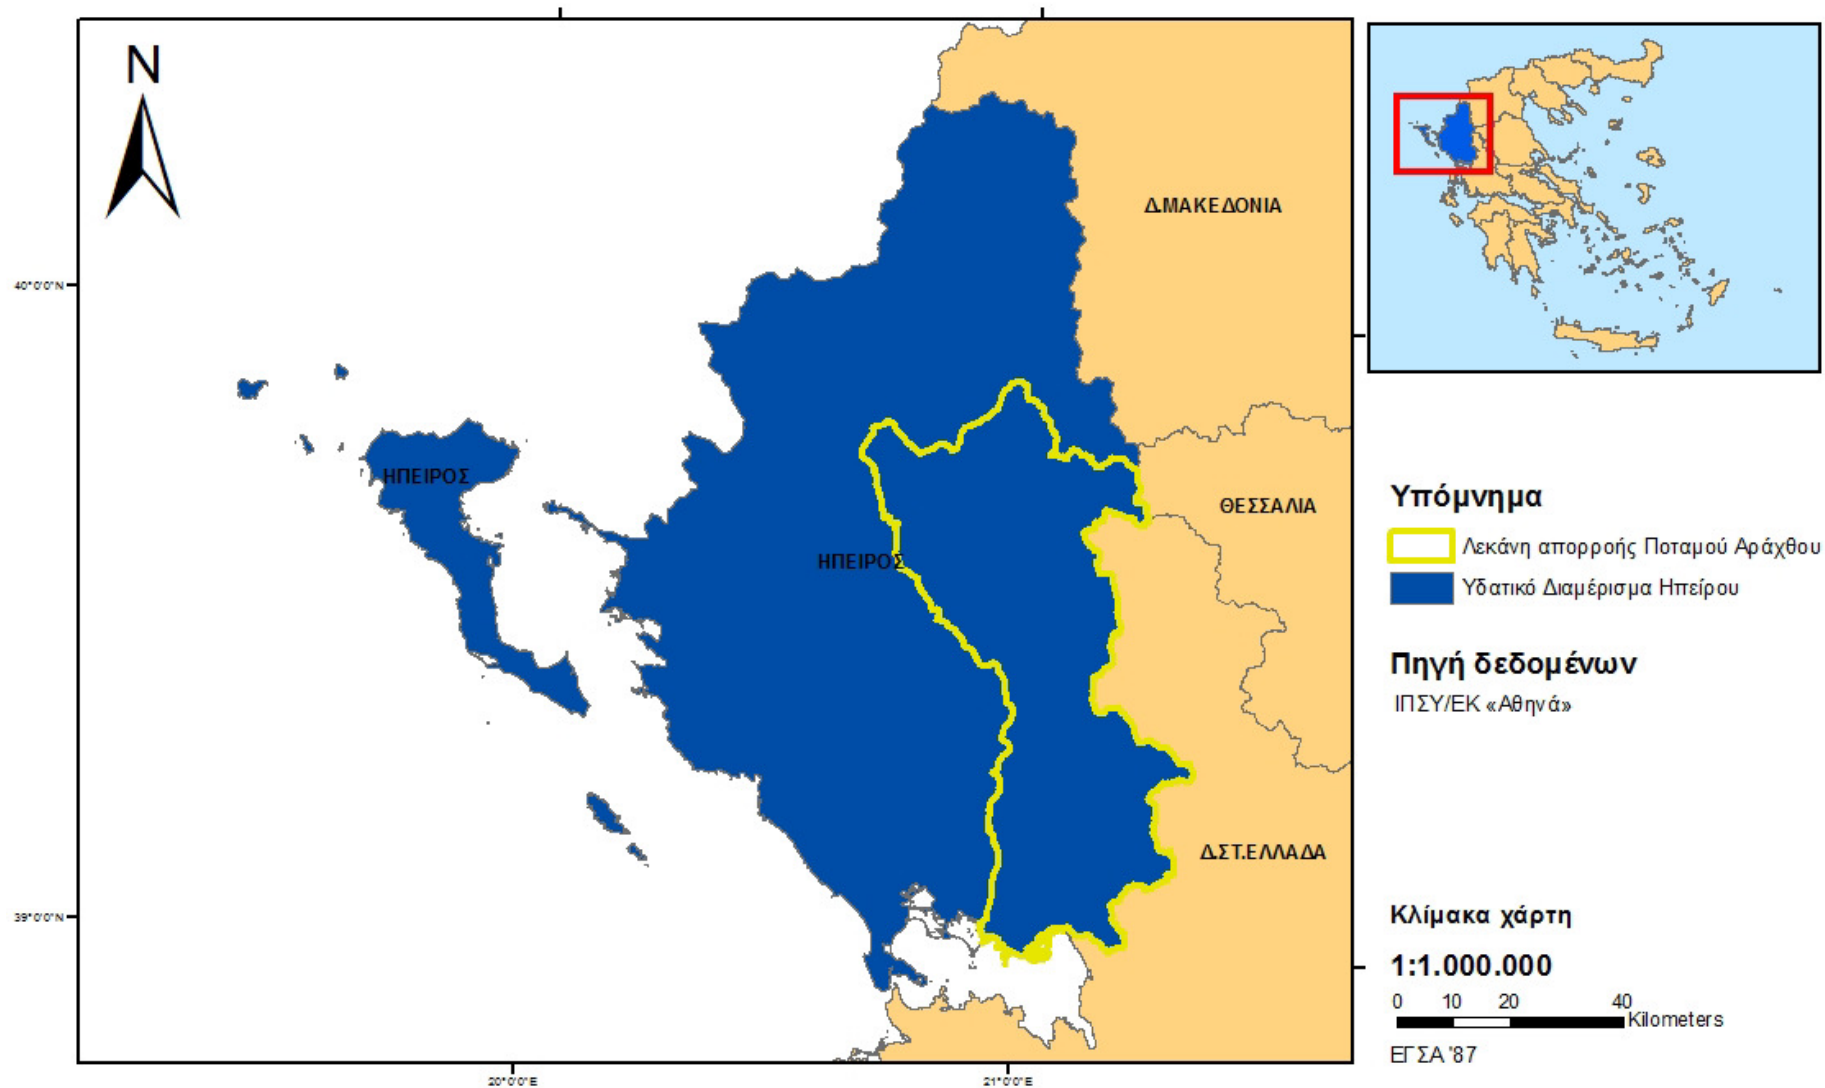 N
Δ.ΜΑΚΕΔΟΝΙΑ
40°0'0"N
ΗΠΕΙΡΟΣ
ΘΕΣΣΑΛΙΑ
ΗΠΕΙΡΟΣ
Δ.ΣΤ.ΕΛΛΑΔΑ
39°0'0"N
20°0'0"E
21°0'0"E
Υπόμνημα
Λεκάνη απορροής Ποταμού Αράχθου
Υδατικό Διαμέρισμα Ηπείρου
Πηγή δεδομένων
ΙΠΣΥ/ΕΚ «Αθηνά»
Κλίμακα χάρτη
1:1.000.000
0 10 20 40
Kilometers
ΕΓΣΑ '87